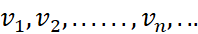 v₁, v₂, ......, vₙ, ..